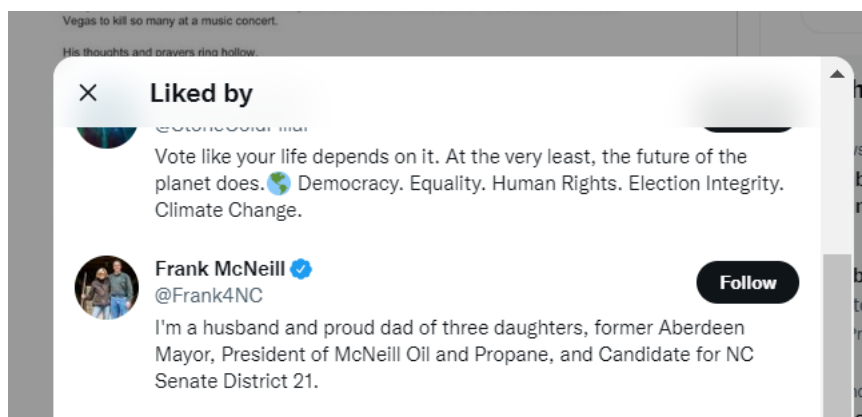 Vegas to kill so many at a music concert.
His thoughts and prayers ring hollow.
Liked by
Vote like your life depends on it. At the very least, the future of the
planet does.🌎 Democracy. Equality. Human Rights. Election Integrity.
Climate Change.
Frank McNeill
@Frank4NC
Follow
I'm a husband and proud dad of three daughters, former Aberdeen
Mayor, President of McNeill Oil and Propane, and Candidate for NC
Senate District 21.